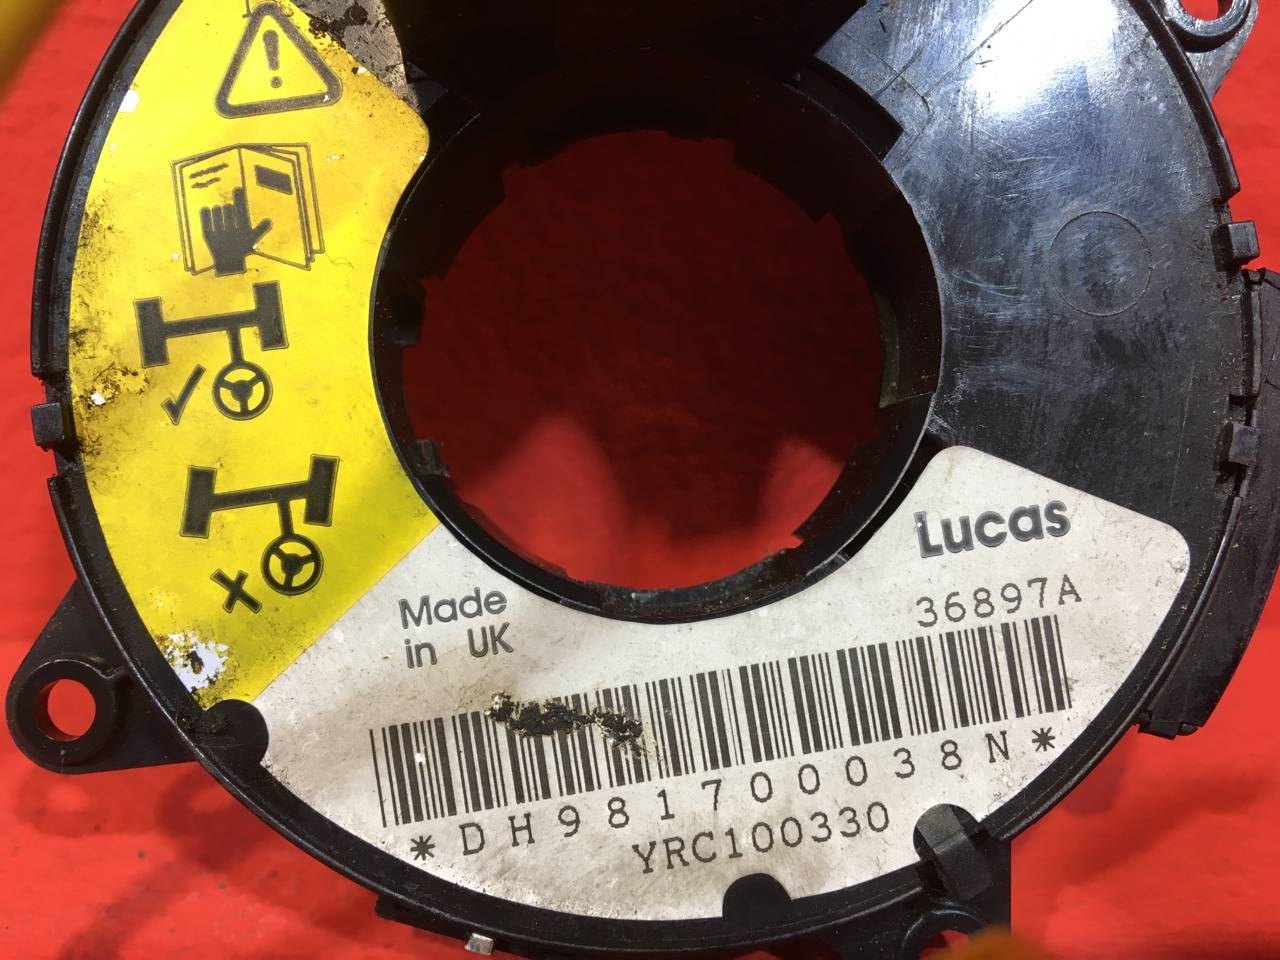 Made
in UK
Lucas
36897A
*DH981700038N*
YRC100330